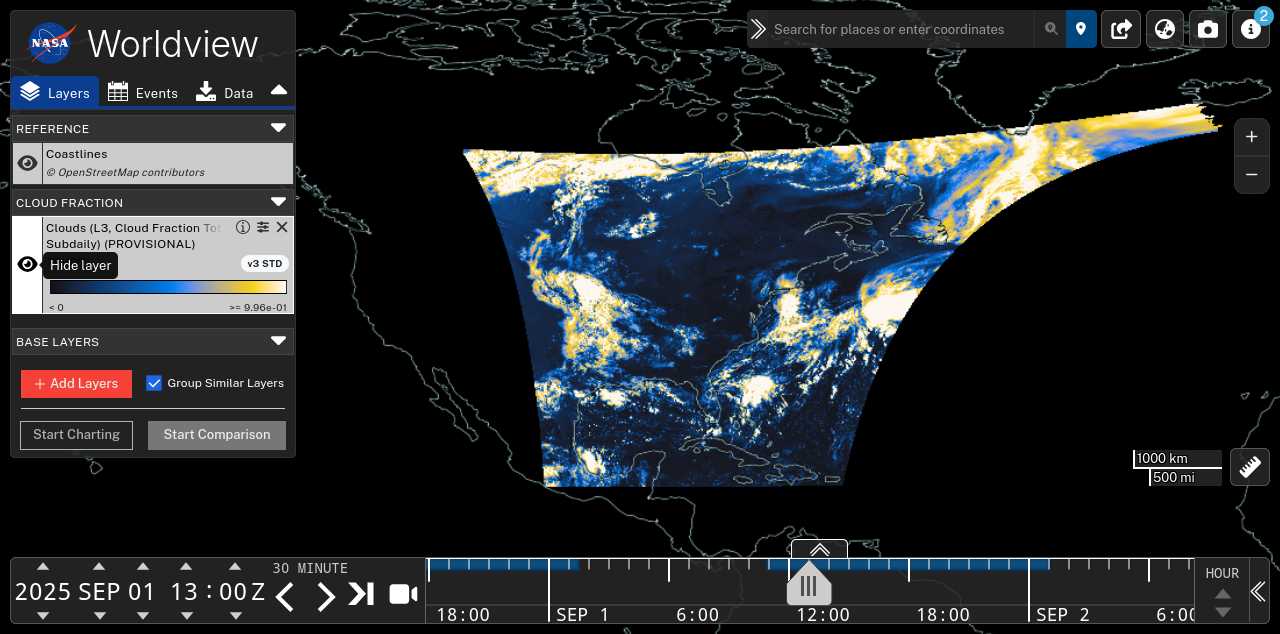 NASA
Worldview
Layers
Events
Data
REFERENCE
Coastlines
© OpenStreetMap contributors
CLOUD FRACTION
Clouds (L3, Cloud Fraction Tot
Subdaily) (PROVISIONAL)
Hide layer
v3 STD
< 0
>= 9.96e-01
BASE LAYERS
+ Add Layers
Group Similar Layers
Start Charting
Start Comparison
Search for places or enter coordinates
2
1000 km
500 mi
2025 SEP 01 13 : 00 Z
30 MINUTE
18:00
SEP 1
6:00
12:00
18:00
SEP 2
6:00
HOUR